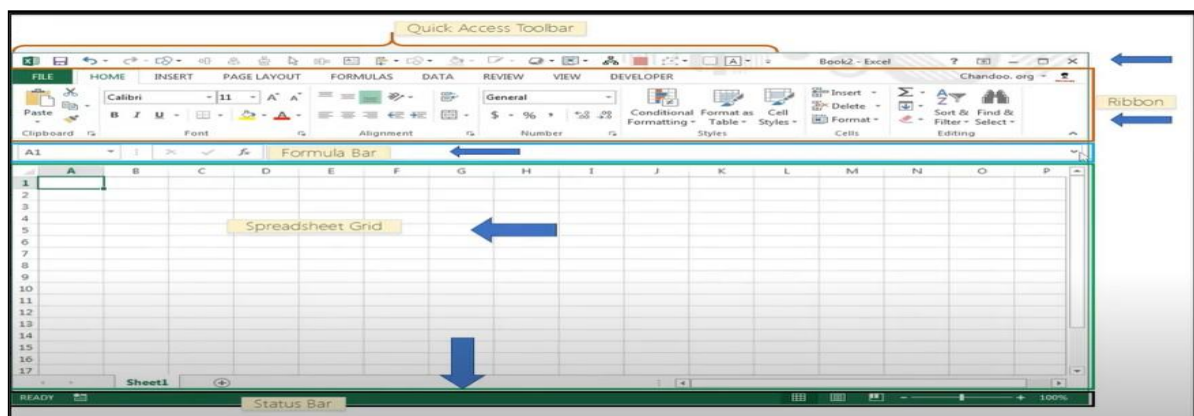 Quick Access Toolbar
Book2 - Excel
FILE HOME INSERT PAGE LAYOUT FORMULAS DATA REVIEW VIEW DEVELOPER Chandoo. org
Ribbon
Paste
Calibri 11
B I U
A A
General
$ - % ,
Conditional Formatting
Format as Table
Cell Styles
Insert
Delete
Format
Sort & Filter
Find & Select
Clipboard Font Alignment Number Styles Cells Editing
A1 fx Formula Bar
A B C D E F G H I J K L M N O P
1
2
3
4
Spreadsheet Grid
5
6
7
8
9
10
11
12
13
14
15
16
17
Sheet1
READY Status Bar 100%